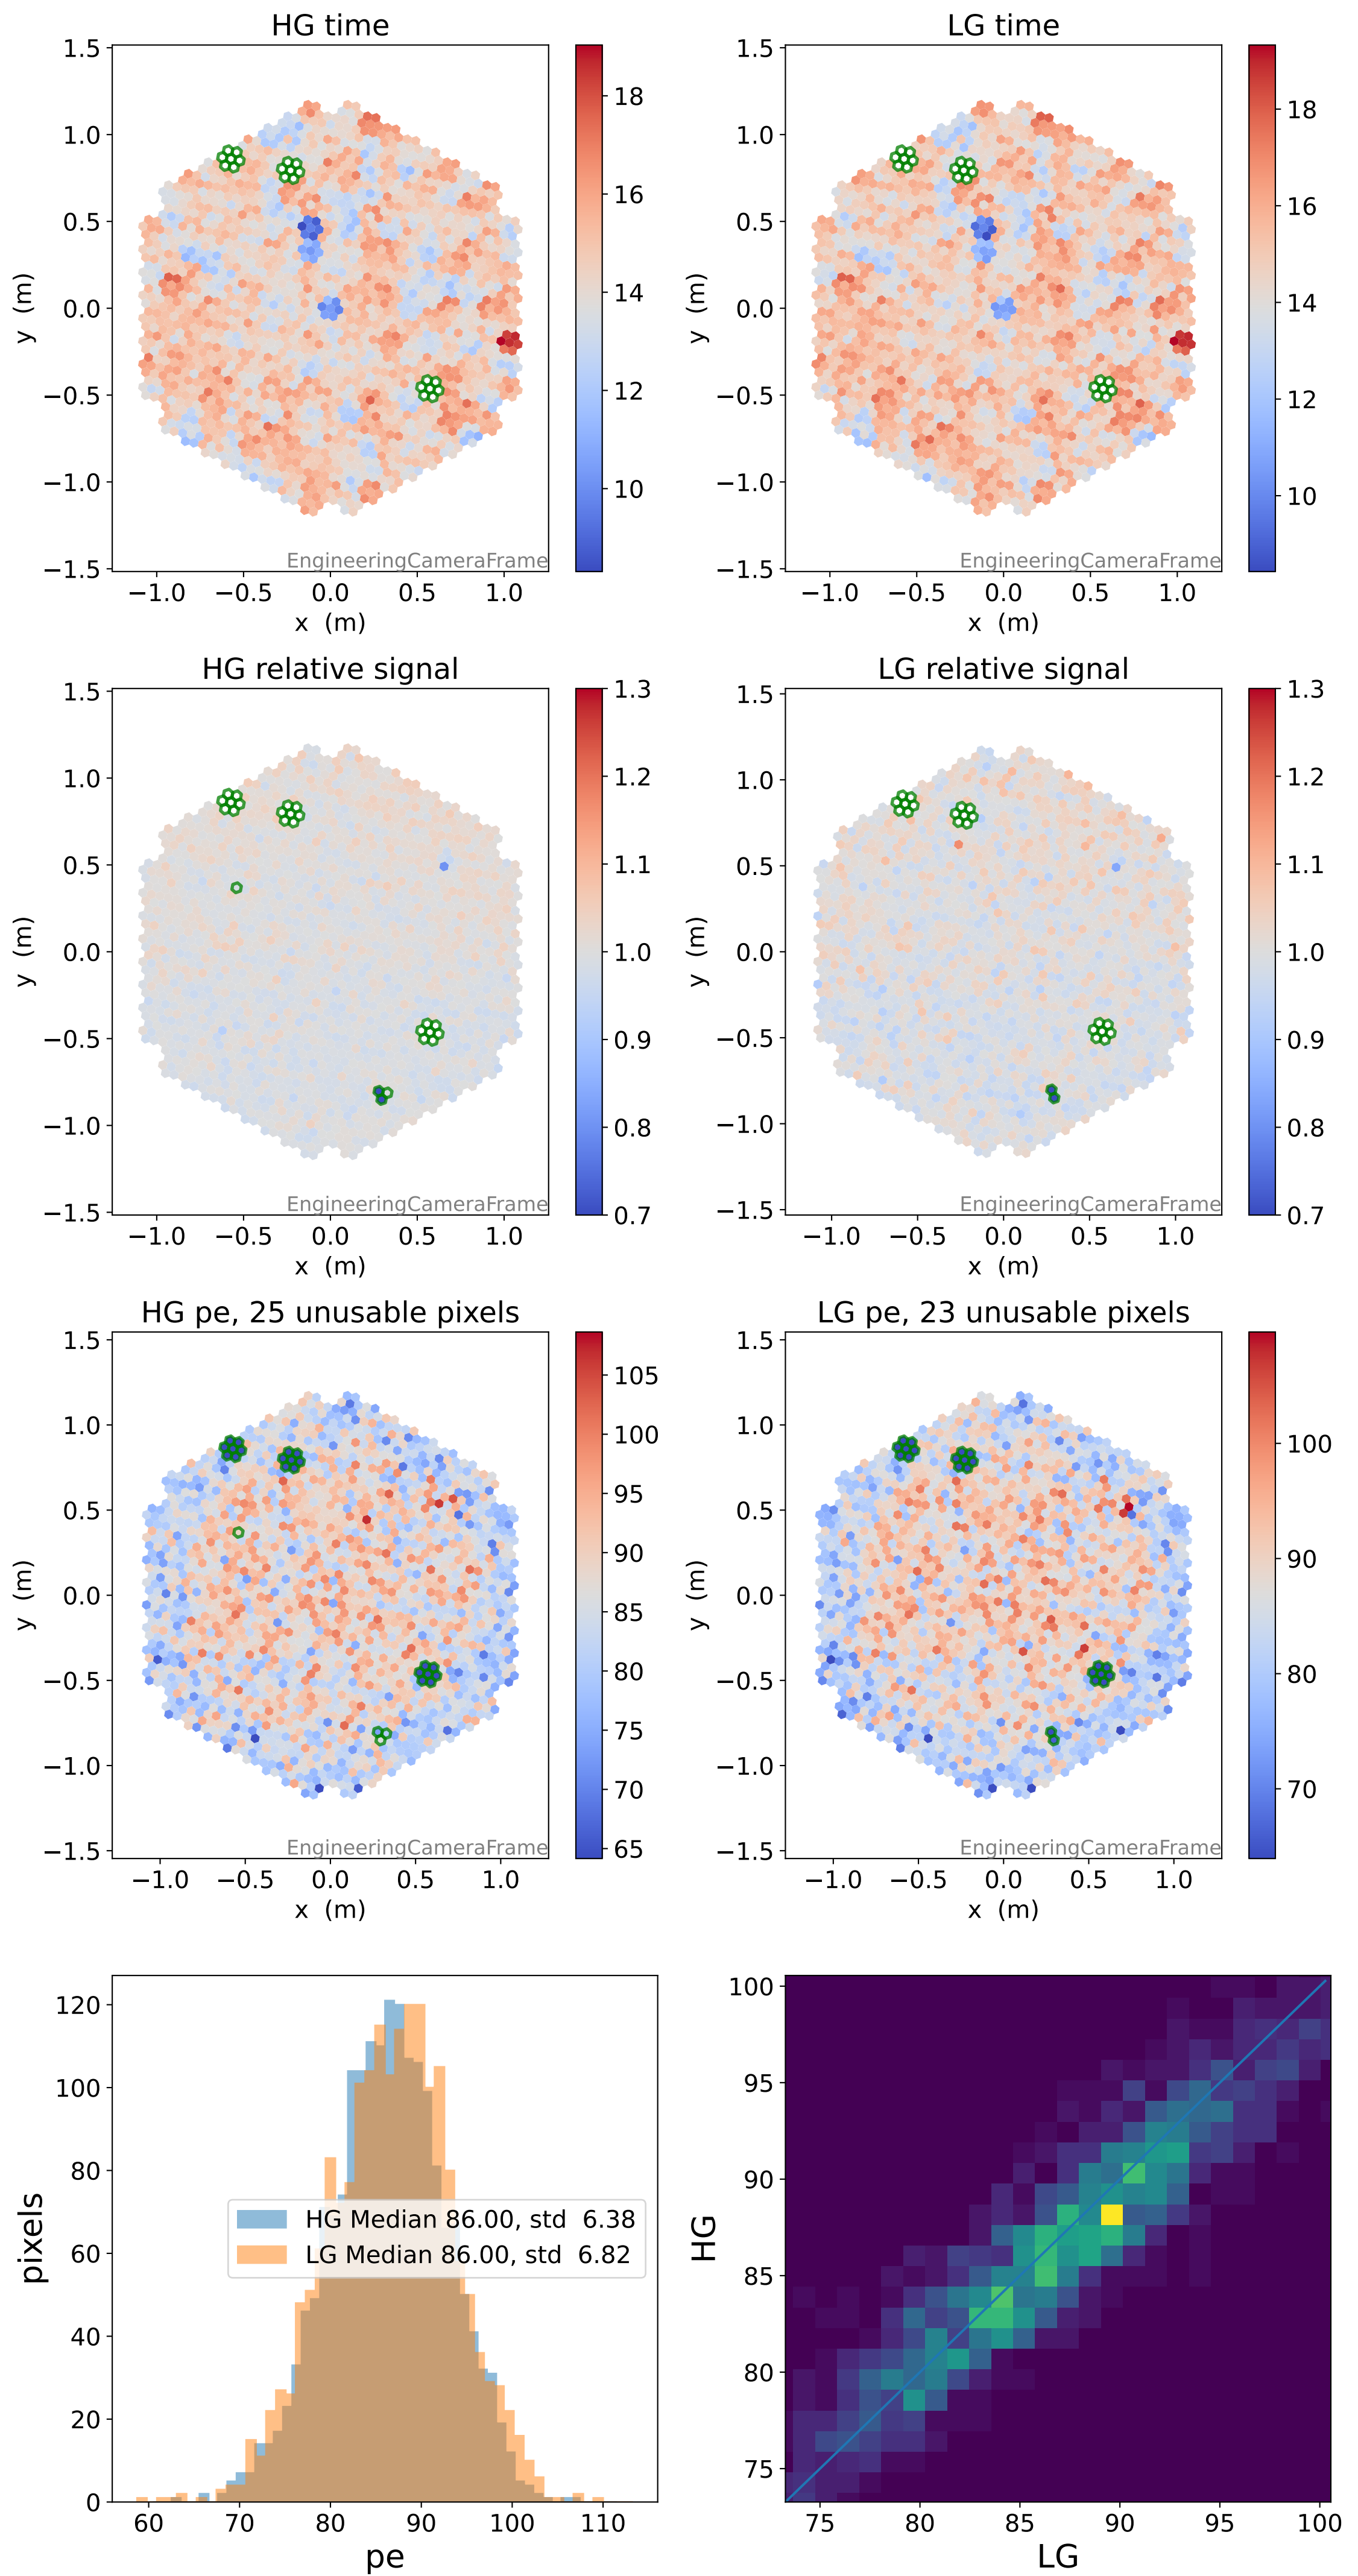 HG time
LG time
1.5
1.0
0.5
0.0
−0.5
−1.0
−1.5
y (m)
−1.0 −0.5 0.0 0.5 1.0
x (m)
EngineeringCameraFrame
18
16
14
12
10
1.5
1.0
0.5
0.0
−0.5
−1.0
−1.5
y (m)
−1.0 −0.5 0.0 0.5 1.0
x (m)
EngineeringCameraFrame
18
16
14
12
10
HG relative signal
LG relative signal
1.5
1.0
0.5
0.0
−0.5
−1.0
−1.5
y (m)
−1.0 −0.5 0.0 0.5 1.0
x (m)
EngineeringCameraFrame
1.3
1.2
1.1
1.0
0.9
0.8
0.7
1.5
1.0
0.5
0.0
−0.5
−1.0
−1.5
y (m)
−1.0 −0.5 0.0 0.5 1.0
x (m)
EngineeringCameraFrame
1.3
1.2
1.1
1.0
0.9
0.8
0.7
HG pe, 25 unusable pixels
LG pe, 23 unusable pixels
1.5
1.0
0.5
0.0
−0.5
−1.0
−1.5
y (m)
−1.0 −0.5 0.0 0.5 1.0
x (m)
EngineeringCameraFrame
105
100
95
90
85
80
75
70
65
1.5
1.0
0.5
0.0
−0.5
−1.0
−1.5
y (m)
−1.0 −0.5 0.0 0.5 1.0
x (m)
EngineeringCameraFrame
100
90
80
70
120
100
80
60
40
20
0
pixels
HG Median 86.00, std 6.38
LG Median 86.00, std 6.82
60 70 80 90 100 110
pe
100
95
90
85
80
75
HG
75 80 85 90 95 100
LG